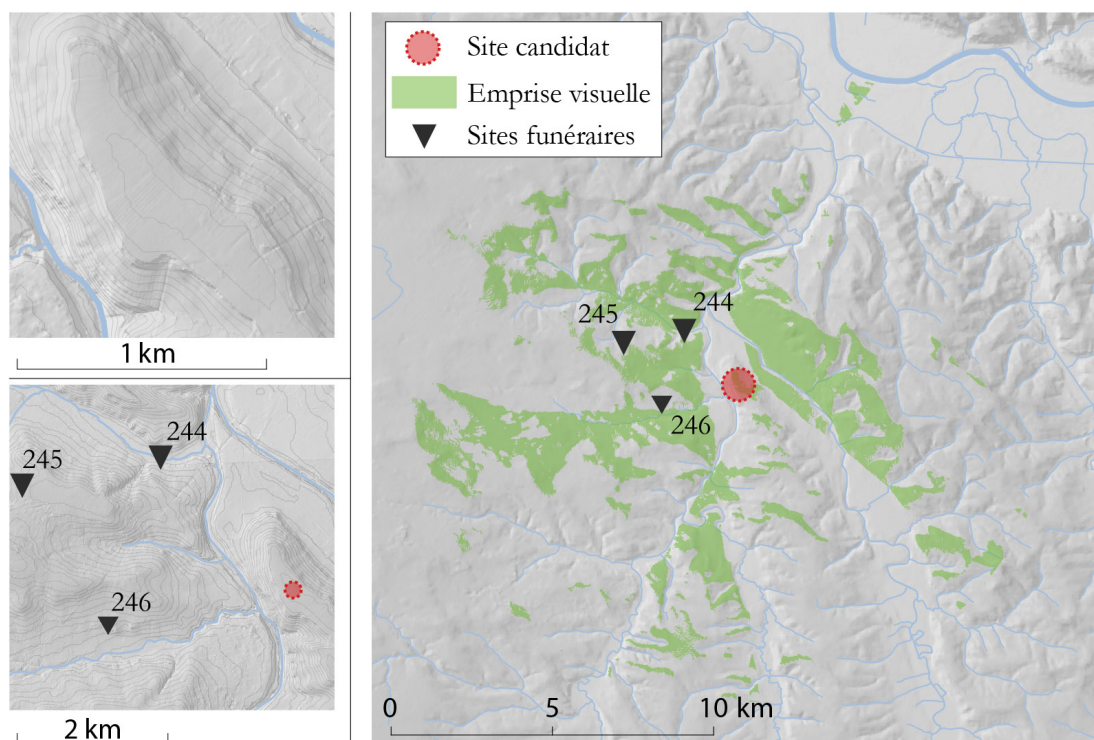 1 km
245
244
246
2 km
Site candidat
Emprise visuelle
Sites funéraires
245
244
246
0
5
10 km